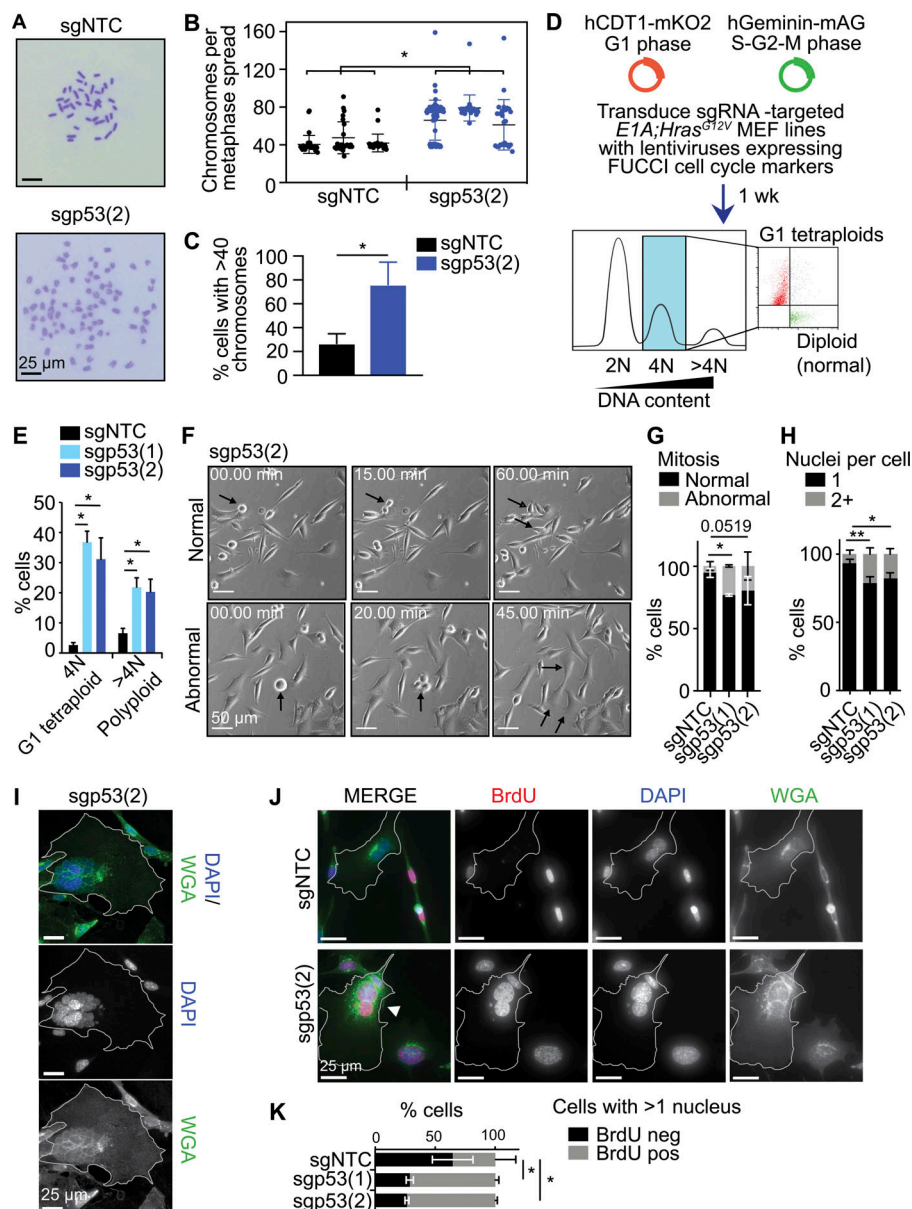 A
sgNTC
sgp53(2)
25 µm
B
Chromosomes per
metaphase spread
160
120
80
40
0
*
sgNTC
sgp53(2)
C
% cells with >40
chromosomes
100
80
60
40
20
*
sgNTC
sgp53(2)
D
hCDT1-mKO2
G1 phase
hGeminin-mAG
S-G2-M phase
Transduce sgRNA -targeted
E1A;HrasG12V MEF lines
with lentiviruses expressing
FUCCI cell cycle markers
1 wk
G1 tetraploids
Diploid
(normal)
2N
4N
>4N
DNA content
E
sgNTC
sgp53(1)
sgp53(2)
% cells
50
40
30
20
10
0
*
*
*
*
4N
G1 tetraploid
>4N
Polyploid
F
sgp53(2)
Normal
00.00 min
15.00 min
60.00 min
Abnormal
00.00 min
20.00 min
45.00 min
50 µm
G
Mitosis
Normal
Abnormal
0.0519
*
% cells
100
50
0
sgNTC
sgp53(1)
sgp53(2)
H
Nuclei per cell
1
2+
*
**
% cells
100
50
0
sgNTC
sgp53(1)
sgp53(2)
I
sgp53(2)
DAPI/
WGA
DAPI
WGA
25 µm
J
MERGE
BrdU
DAPI
WGA
sgNTC
sgp53(2)
25 µm
K
% cells
0
50
100
sgNTC
sgp53(1)
sgp53(2)
*
*
Cells with >1 nucleus
BrdU neg
BrdU pos